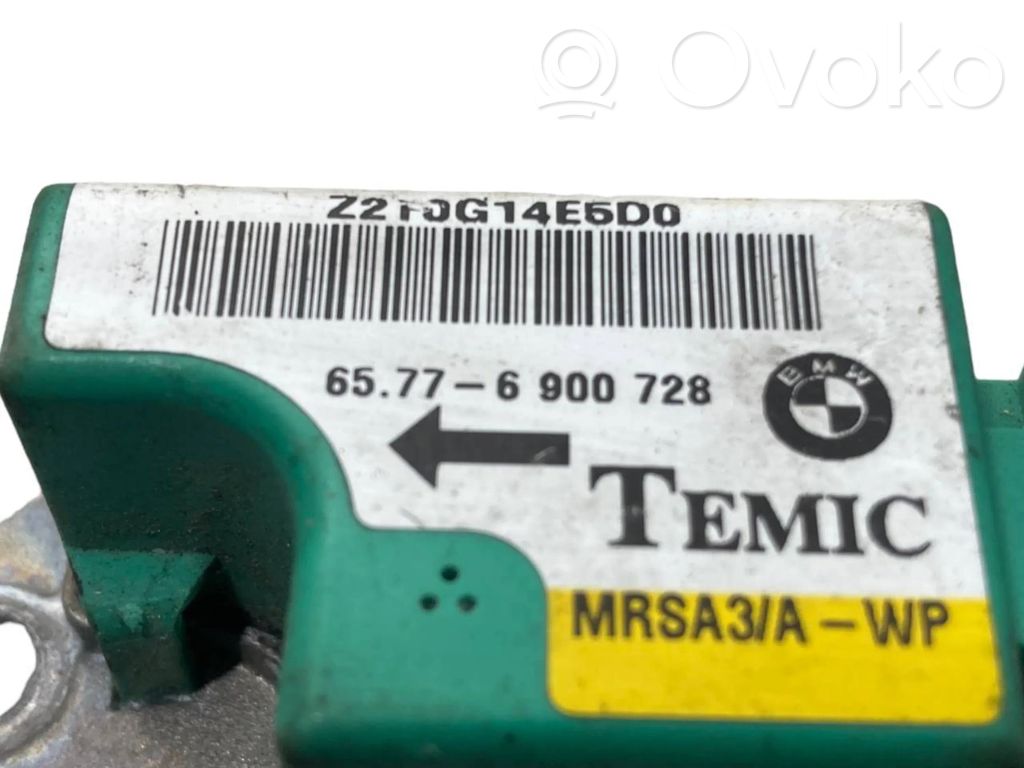 Ovoko
Z2T0G14E5D0
65.77-6 900 728
BMW
TEMIC
MRSA3/A-WP